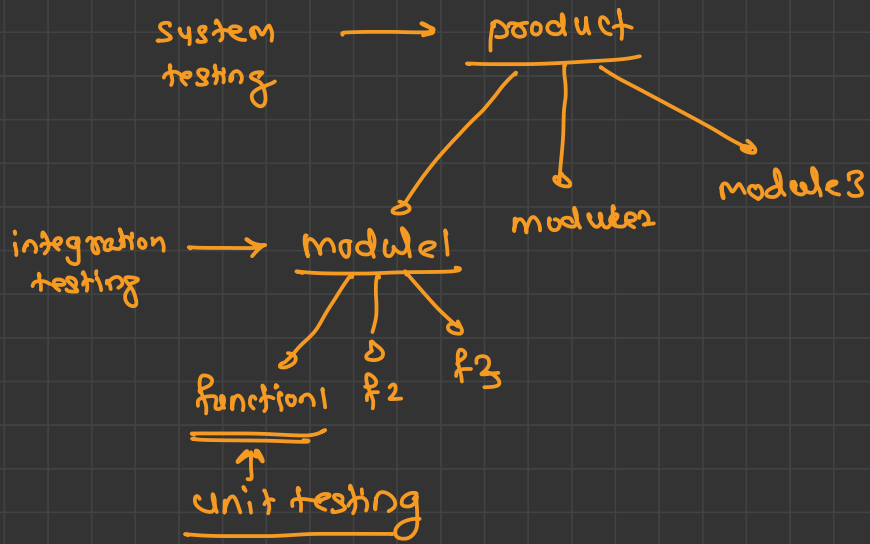 system
testing
product
module1
module2
module3
integration
testing
function1
f2
f3
unit testing